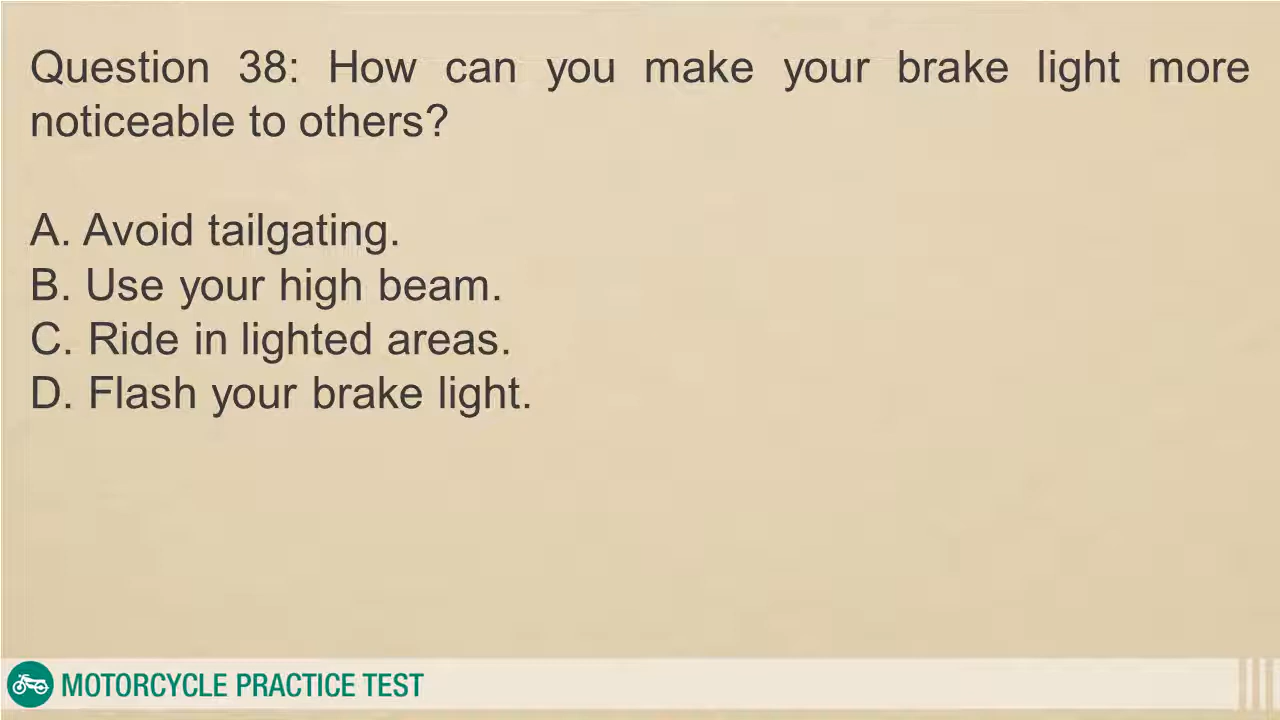 Question 38: How can you make your brake light more
noticeable to others?
A. Avoid tailgating.
B. Use your high beam.
C. Ride in lighted areas.
D. Flash your brake light.
MOTORCYCLE PRACTICE TEST